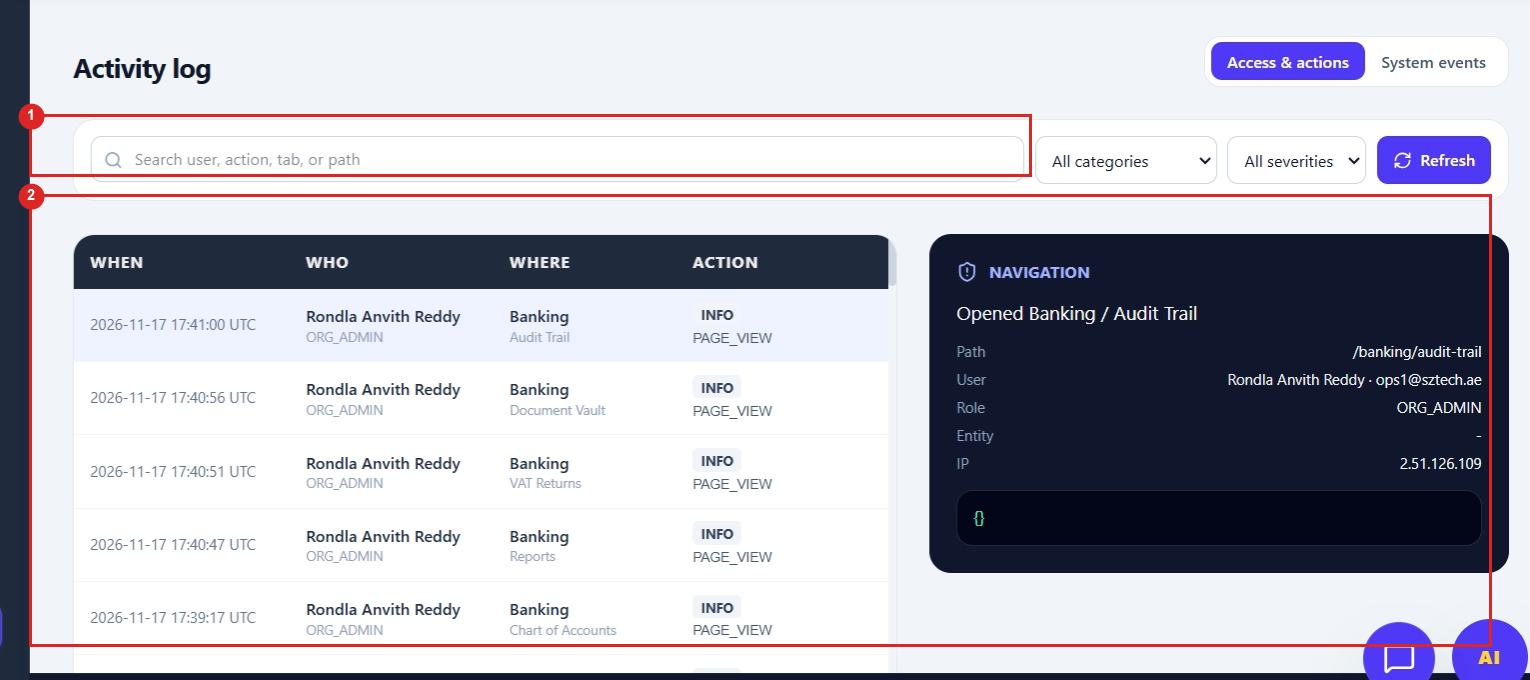 Activity log
Access & actions
System events
1
Search user, action, tab, or path
All categories
All severities
Refresh
2
WHEN WHO WHERE ACTION
2026-11-17 17:41:00 UTC Rondla Anvith Reddy Banking INFO
ORG_ADMIN Audit Trail PAGE_VIEW
2026-11-17 17:40:56 UTC Rondla Anvith Reddy Banking INFO
ORG_ADMIN Document Vault PAGE_VIEW
2026-11-17 17:40:51 UTC Rondla Anvith Reddy Banking INFO
ORG_ADMIN VAT Returns PAGE_VIEW
2026-11-17 17:40:47 UTC Rondla Anvith Reddy Banking INFO
ORG_ADMIN Reports PAGE_VIEW
2026-11-17 17:39:17 UTC Rondla Anvith Reddy Banking INFO
ORG_ADMIN Chart of Accounts PAGE_VIEW
NAVIGATION
Opened Banking / Audit Trail
Path /banking/audit-trail
User Rondla Anvith Reddy · ops1@sztech.ae
Role ORG_ADMIN
Entity -
IP 2.51.126.109
{}
AI